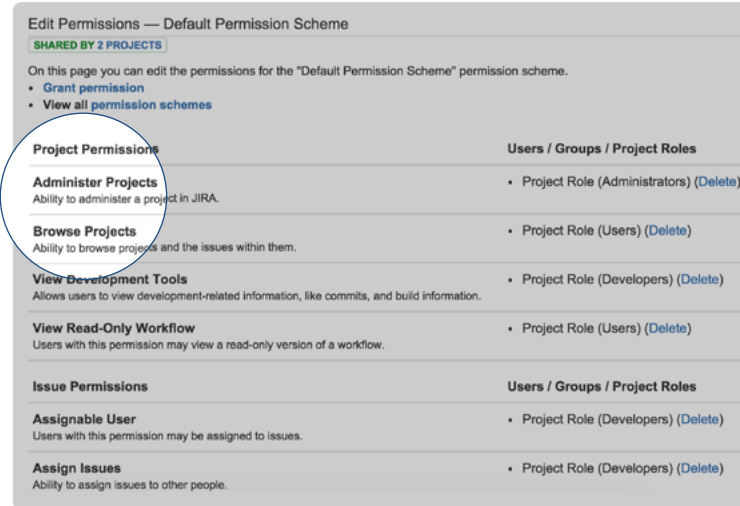 Edit Permissions — Default Permission Scheme
SHARED BY 2 PROJECTS
On this page you can edit the permissions for the "Default Permission Scheme" permission scheme.
• Grant permission
• View all permission schemes
Project Permissions
Users / Groups / Project Roles
Administer Projects
Ability to administer a project in JIRA.
• Project Role (Administrators) (Delete)
Browse Projects
Ability to browse projects and the issues within them.
• Project Role (Users) (Delete)
View Development Tools
Allows users to view development-related information, like commits, and build information.
• Project Role (Developers) (Delete)
View Read-Only Workflow
Users with this permission may view a read-only version of a workflow.
• Project Role (Users) (Delete)
Issue Permissions
Users / Groups / Project Roles
Assignable User
Users with this permission may be assigned to issues.
• Project Role (Developers) (Delete)
Assign Issues
Ability to assign issues to other people.
• Project Role (Developers) (Delete)